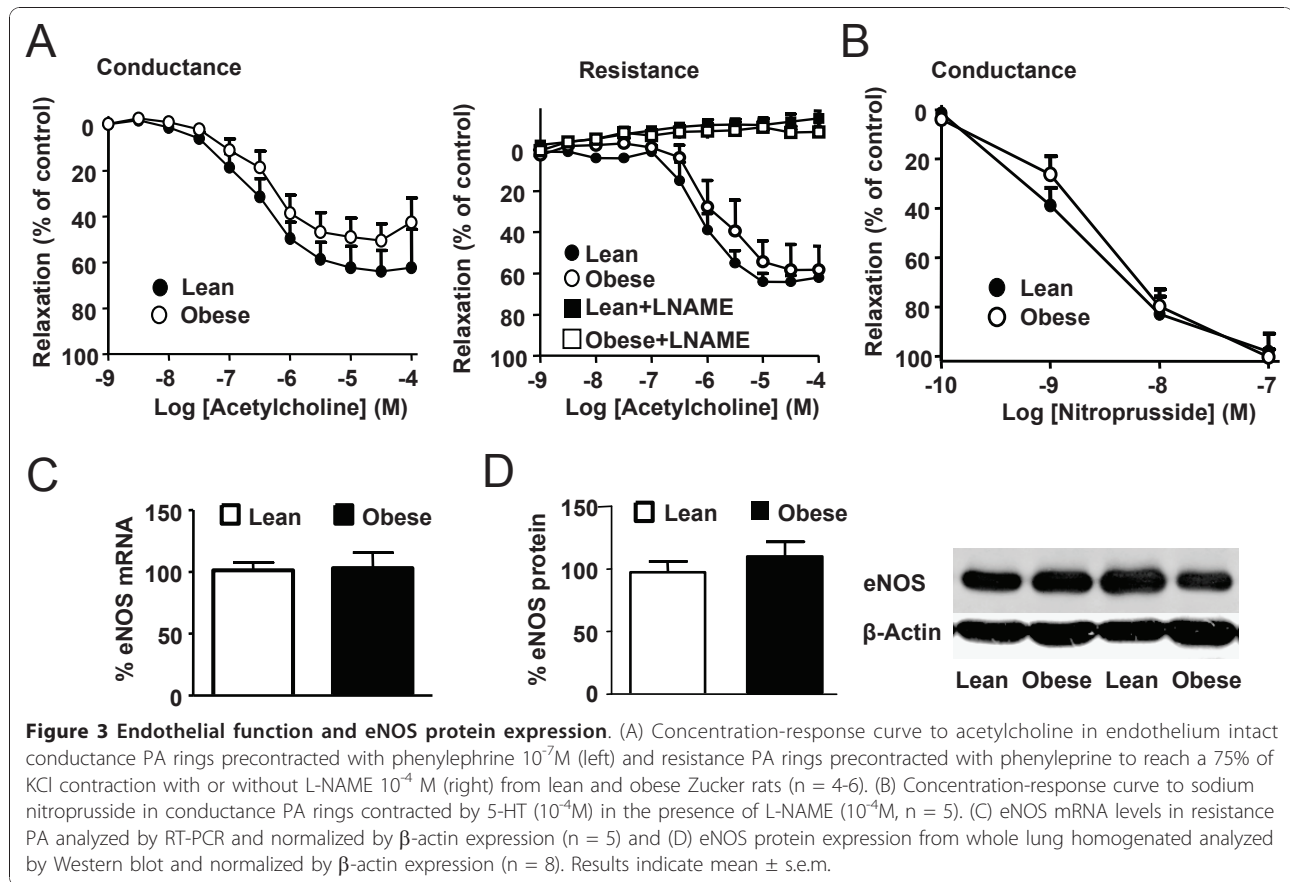 A
B
Conductance
Resistance
Conductance
Relaxation (% of control)
0
20
40
60
80
100
Lean
Obese
-9 -8 -7 -6 -5 -4
Log [Acetylcholine] (M)
Relaxation (% of control)
0
20
40
60
80
100
Lean
Obese
Lean+LNAME
Obese+LNAME
-9 -8 -7 -6 -5 -4
Log [Acetylcholine] (M)
Relaxation (% of control)
0
20
40
60
80
100
Lean
Obese
-10 -9 -8 -7
Log [Nitroprusside] (M)
C
% eNOS mRNA
150
100
50
0
Lean Obese
D
% eNOS protein
150
100
50
0
Lean Obese
eNOS
β-Actin
Lean Obese Lean Obese
Figure 3 Endothelial function and eNOS protein expression. (A) Concentration-response curve to acetylcholine in endothelium intact
conductance PA rings precontracted with phenylephrine 10-7M (left) and resistance PA rings precontracted with phenyleprine to reach a 75% of
KCl contraction with or without L-NAME 10-4 M (right) from lean and obese Zucker rats (n = 4-6). (B) Concentration-response curve to sodium
nitroprusside in conductance PA rings contracted by 5-HT (10-4M) in the presence of L-NAME (10-4M, n = 5). (C) eNOS mRNA levels in resistance
PA analyzed by RT-PCR and normalized by β-actin expression (n = 5) and (D) eNOS protein expression from whole lung homogenated analyzed
by Western blot and normalized by β-actin expression (n = 8). Results indicate mean ± s.e.m.